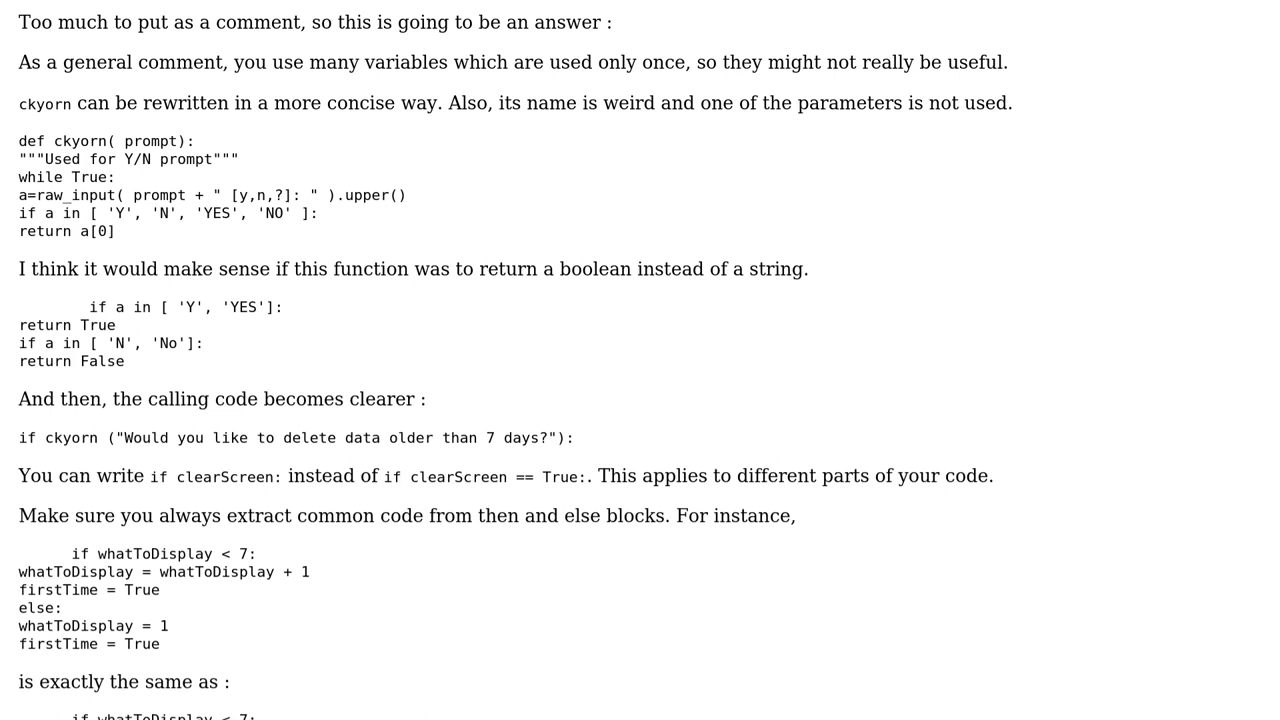 Too much to put as a comment, so this is going to be an answer :
As a general comment, you use many variables which are used only once, so they might not really be useful.
ckyorn can be rewritten in a more concise way. Also, its name is weird and one of the parameters is not used.
def ckyorn( prompt):
"""Used for Y/N prompt"""
while True:
a=raw_input( prompt + " [y,n,?]: " ).upper()
if a in [ 'Y', 'N', 'YES', 'NO' ]:
return a[0]
I think it would make sense if this function was to return a boolean instead of a string.
if a in [ 'Y', 'YES']:
return True
if a in [ 'N', 'No']:
return False
And then, the calling code becomes clearer :
if ckyorn ("Would you like to delete data older than 7 days?"):
You can write if clearScreen: instead of if clearScreen == True:. This applies to different parts of your code.
Make sure you always extract common code from then and else blocks. For instance,
if whatToDisplay < 7:
whatToDisplay = whatToDisplay + 1
firstTime = True
else:
whatToDisplay = 1
firstTime = True
is exactly the same as :
if whatToDisplay < 7: